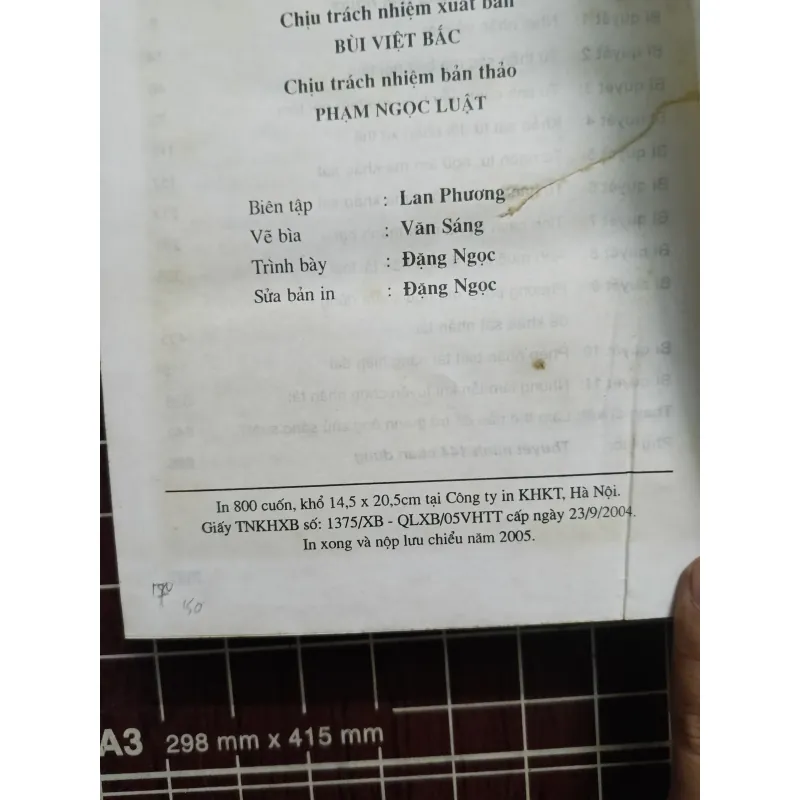 Chịu trách nhiệm xuất bản
BÙI VIỆT BẮC
Chịu trách nhiệm bản thảo
PHẠM NGỌC LUẬT
Biên tập : Lan Phương
Vẽ bìa : Văn Sáng
Trình bày : Đặng Ngọc
Sửa bản in : Đặng Ngọc
In 800 cuốn, khổ 14,5 x 20,5cm tại Công ty in KHKT, Hà Nội.
Giấy TNKHXB số: 1375/XB - QLXB/05VHTT cấp ngày 23/9/2004.
In xong và nộp lưu chiểu năm 2005.
150
A3 298 mm x 415 mm